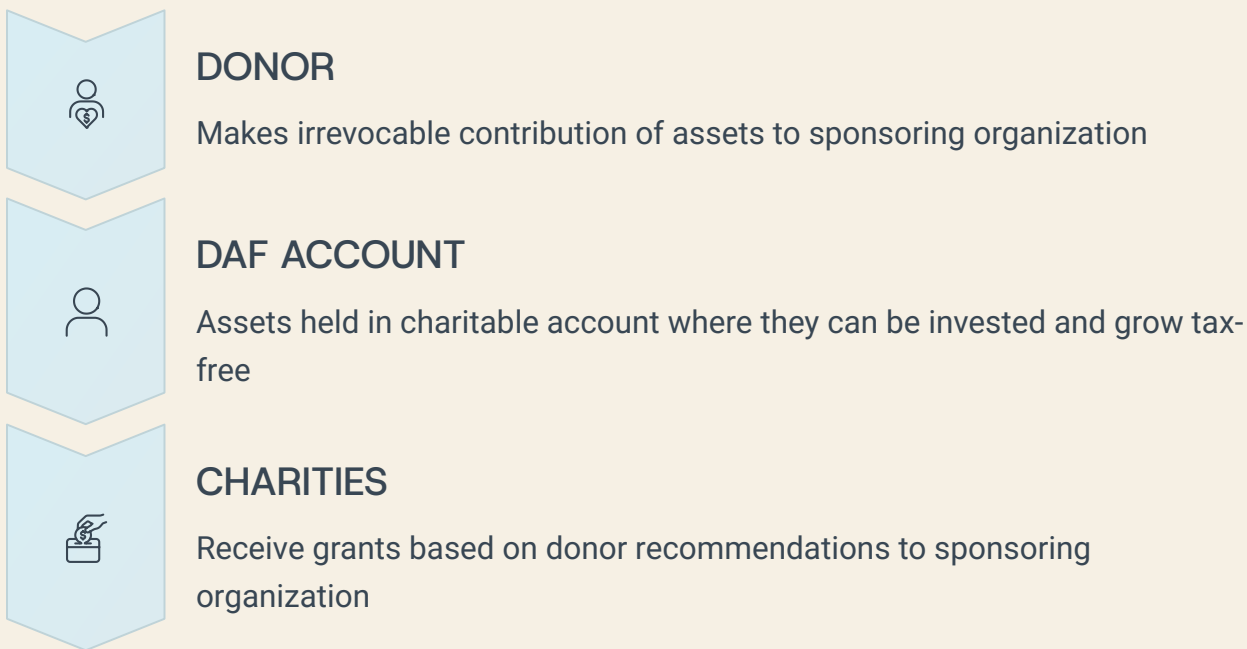 DONOR
Makes irrevocable contribution of assets to sponsoring organization
DAF ACCOUNT
Assets held in charitable account where they can be invested and grow tax-
free
CHARITIES
Receive grants based on donor recommendations to sponsoring
organization